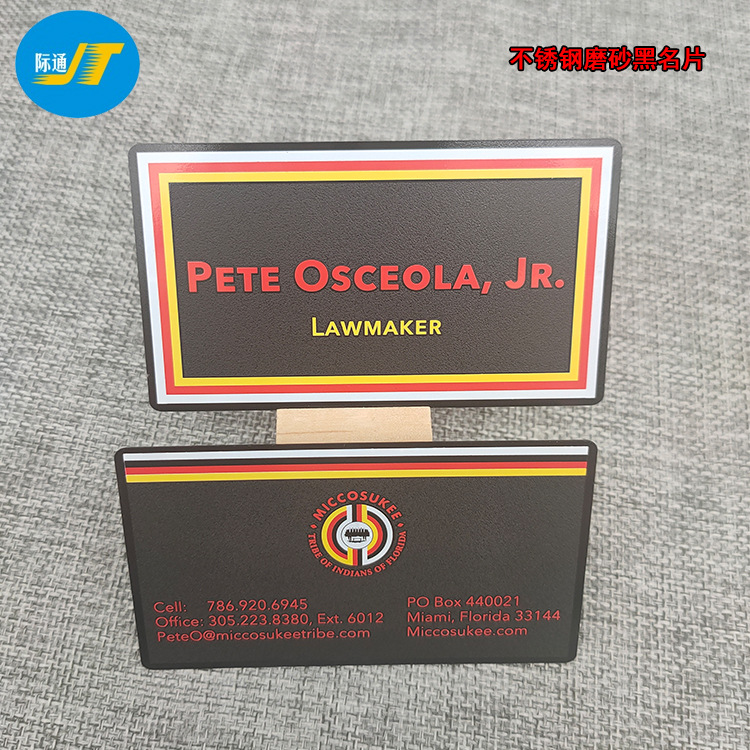 际通 JT
不锈钢磨砂黑名片
PETE OSCEOLA, JR.
LAWMAKER
MICCOSUKEE
TRIBE OF INDIANS OF FLORIDA
Cell: 786.920.6945
Office: 305.223.8380, Ext. 6012
PeteO@miccosukeetribe.com
PO Box 440021
Miami, Florida 33144
Miccosukee.com